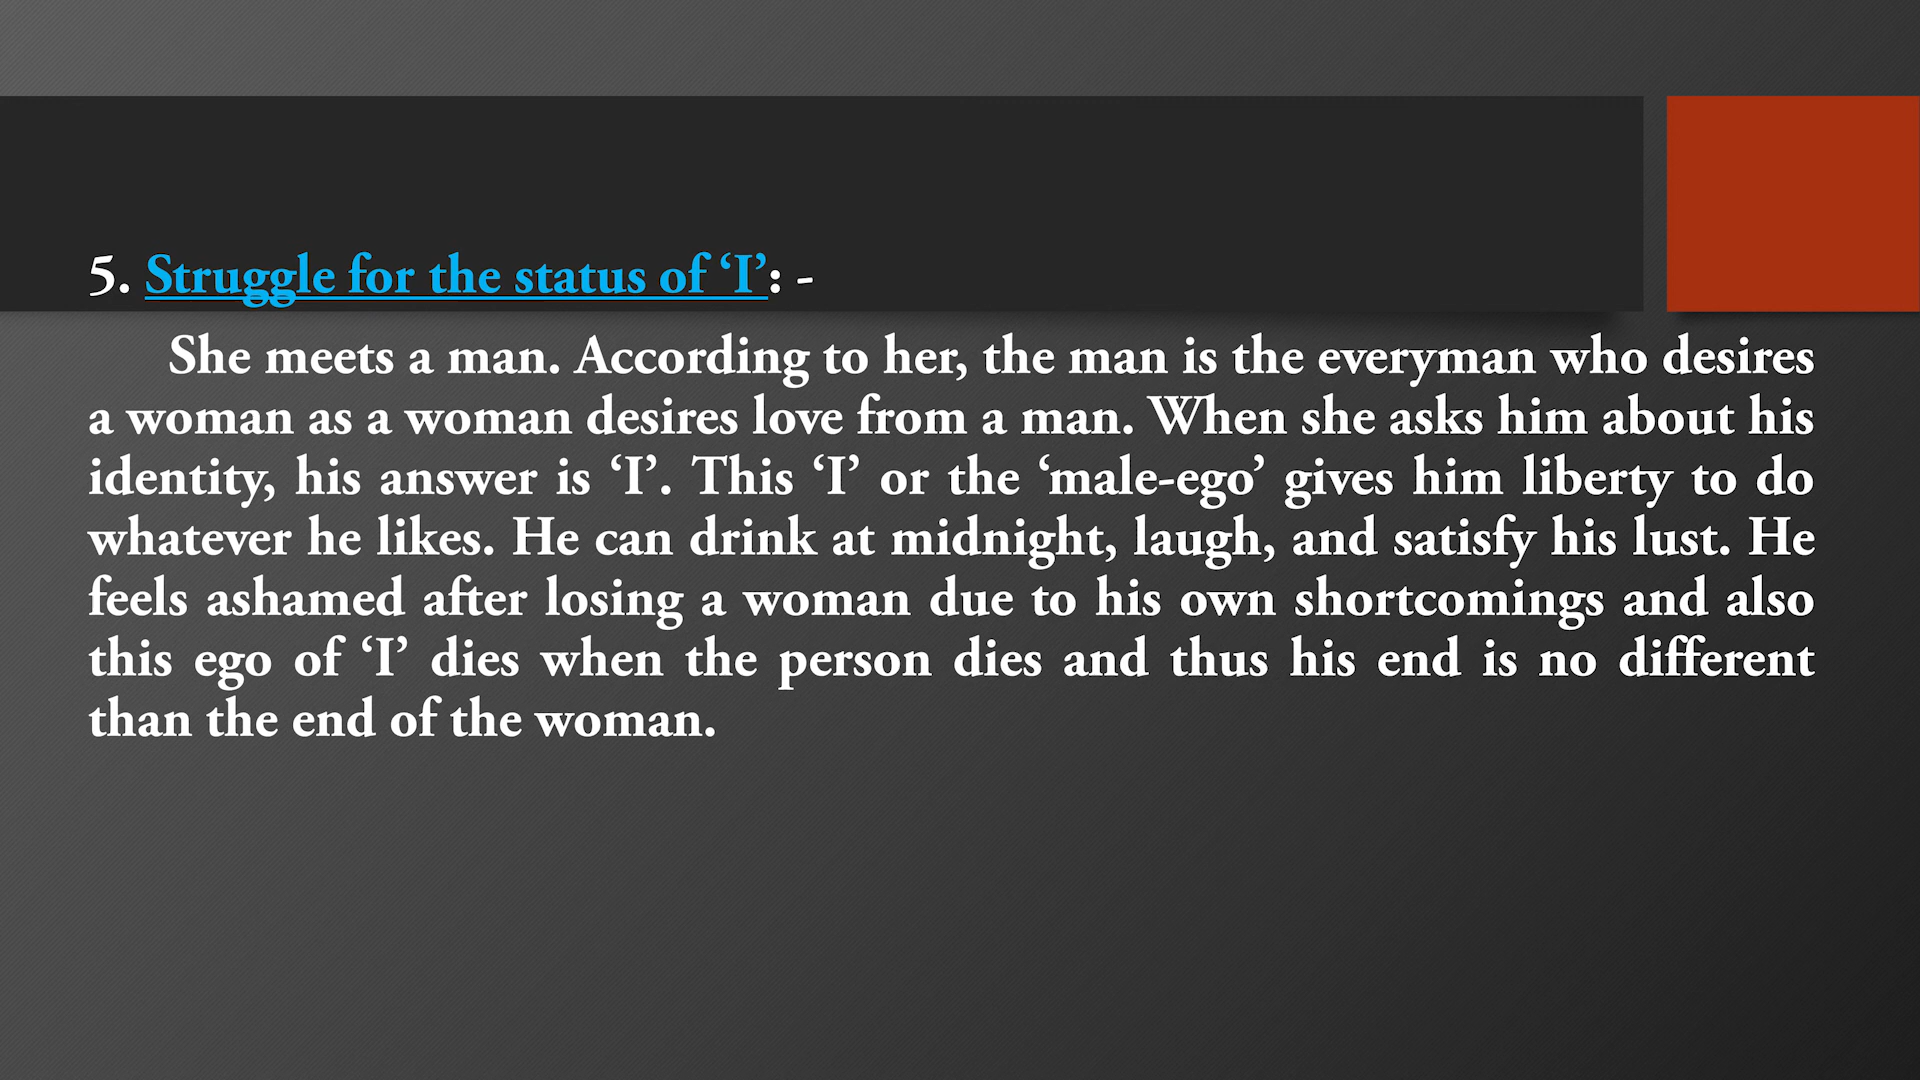 5. Struggle for the status of ‘I’: -
She meets a man. According to her, the man is the everyman who desires
a woman as a woman desires love from a man. When she asks him about his
identity, his answer is ‘I’. This ‘I’ or the ‘male-ego’ gives him liberty to do
whatever he likes. He can drink at midnight, laugh, and satisfy his lust. He
feels ashamed after losing a woman due to his own shortcomings and also
this ego of ‘I’ dies when the person dies and thus his end is no different
than the end of the woman.